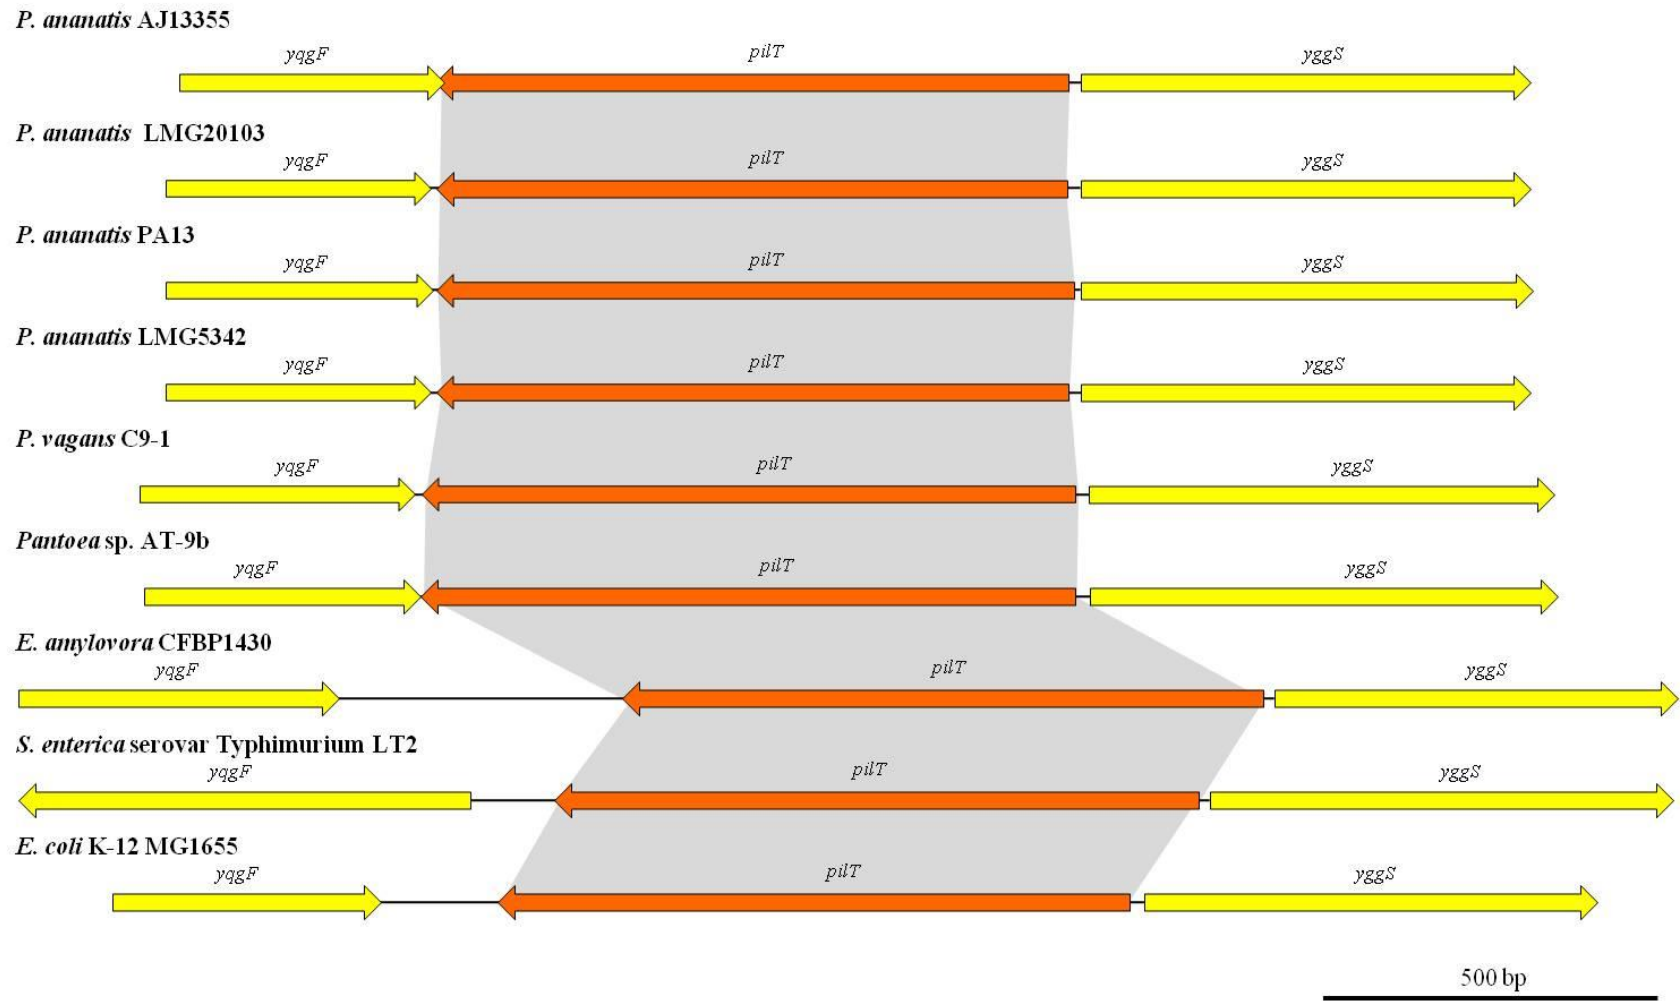 P. ananatis AJ13355
yqgF pilT yggS
P. ananatis LMG20103
yqgF pilT yggS
P. ananatis PA13
yqgF pilT yggS
P. ananatis LMG5342
yqgF pilT yggS
P. vagans C9-1
yqgF pilT yggS
Pantoea sp. AT-9b
yqgF pilT yggS
E. amylovora CFBP1430
yqgF pilT yggS
S. enterica serovar Typhimurium LT2
yqgF pilT yggS
E. coli K-12 MG1655
yqgF pilT yggS
500 bp